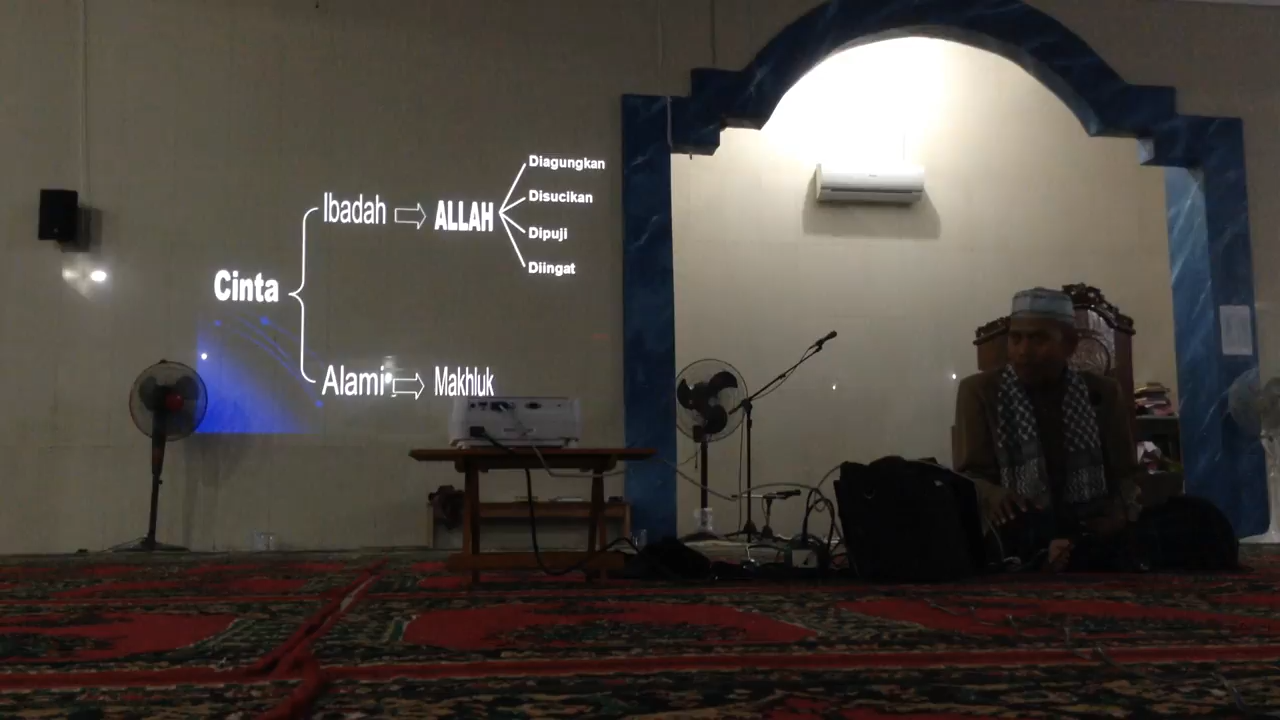 Cinta
Ibadah
ALLAH
Diagungkan
Disucikan
Dipuji
Diingat
Alami
Makhluk